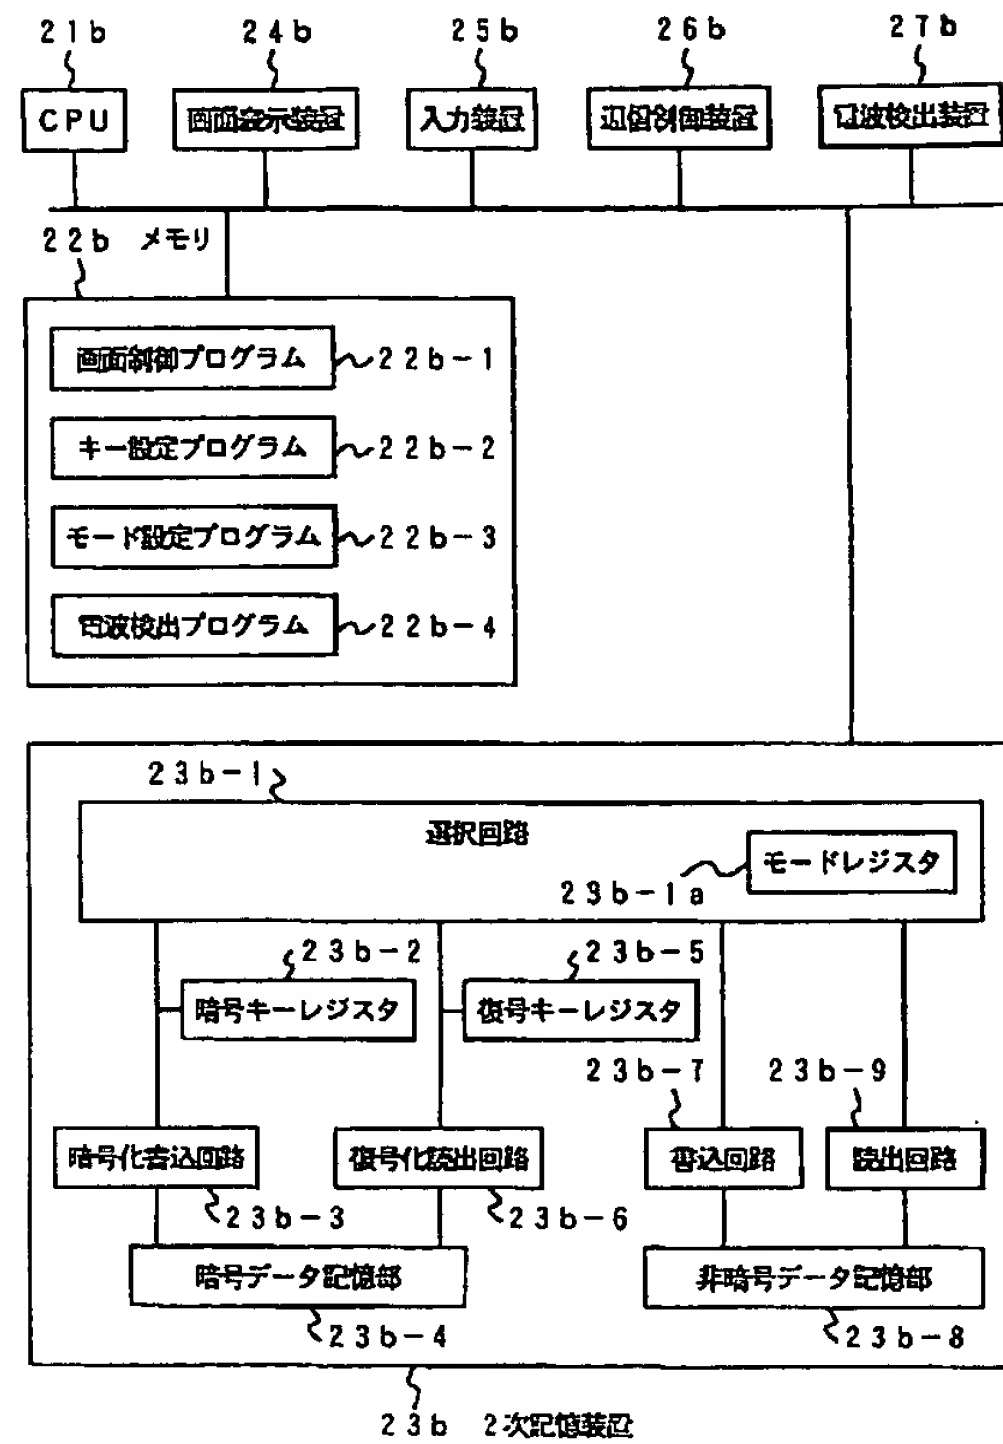 21b 24b 25b 26b 27b
CPU 画面表示装置 入力装置 通信制御装置 電波検出装置
22b メモリ
画面制御プログラム 22b-1
キー設定プログラム 22b-2
モード設定プログラム 22b-3
電波検出プログラム 22b-4
23b-1
選択回路
モードレジスタ
23b-1a
23b-2 23b-5
暗号キーレジスタ 復号キーレジスタ
23b-7 23b-9
暗号化書込回路 復号化読出回路 書込回路 読出回路
23b-3 23b-6
暗号データ記憶部 非暗号データ記憶部
23b-4 23b-8
23b 2次記憶装置